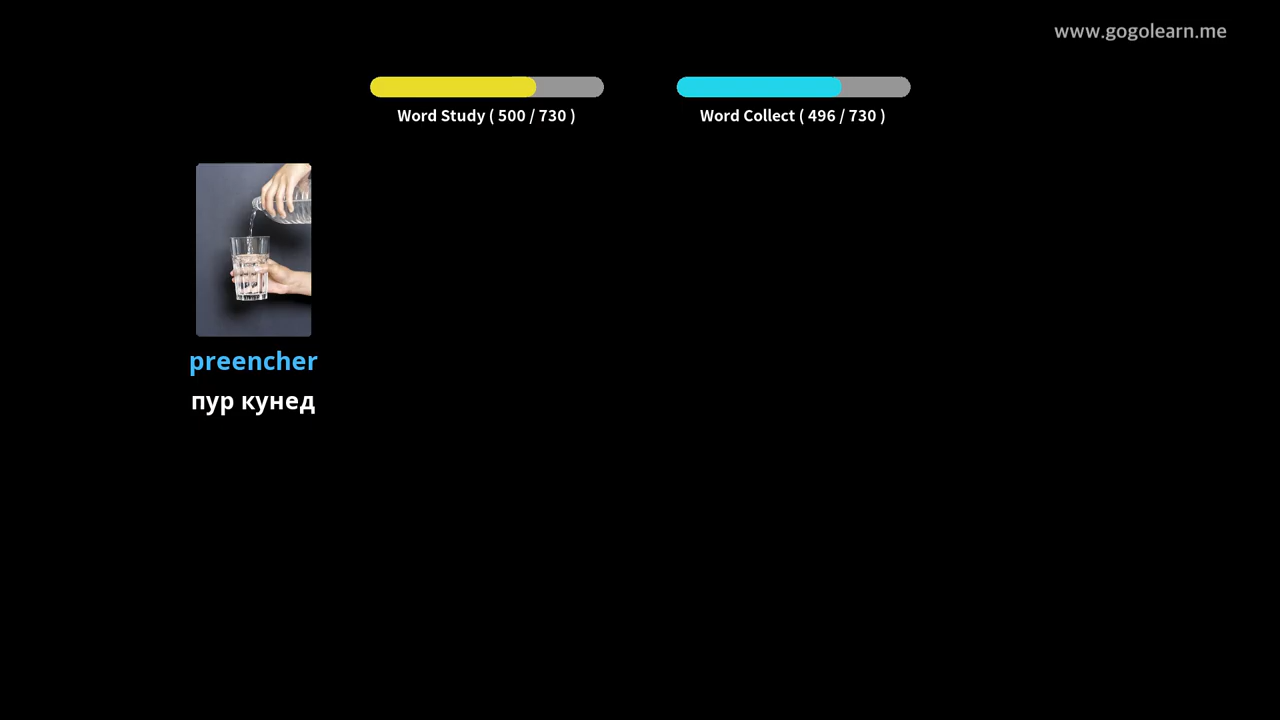 www.gogolearn.me
Word Study ( 500 / 730 )
Word Collect ( 496 / 730 )
preencher
пур кунед